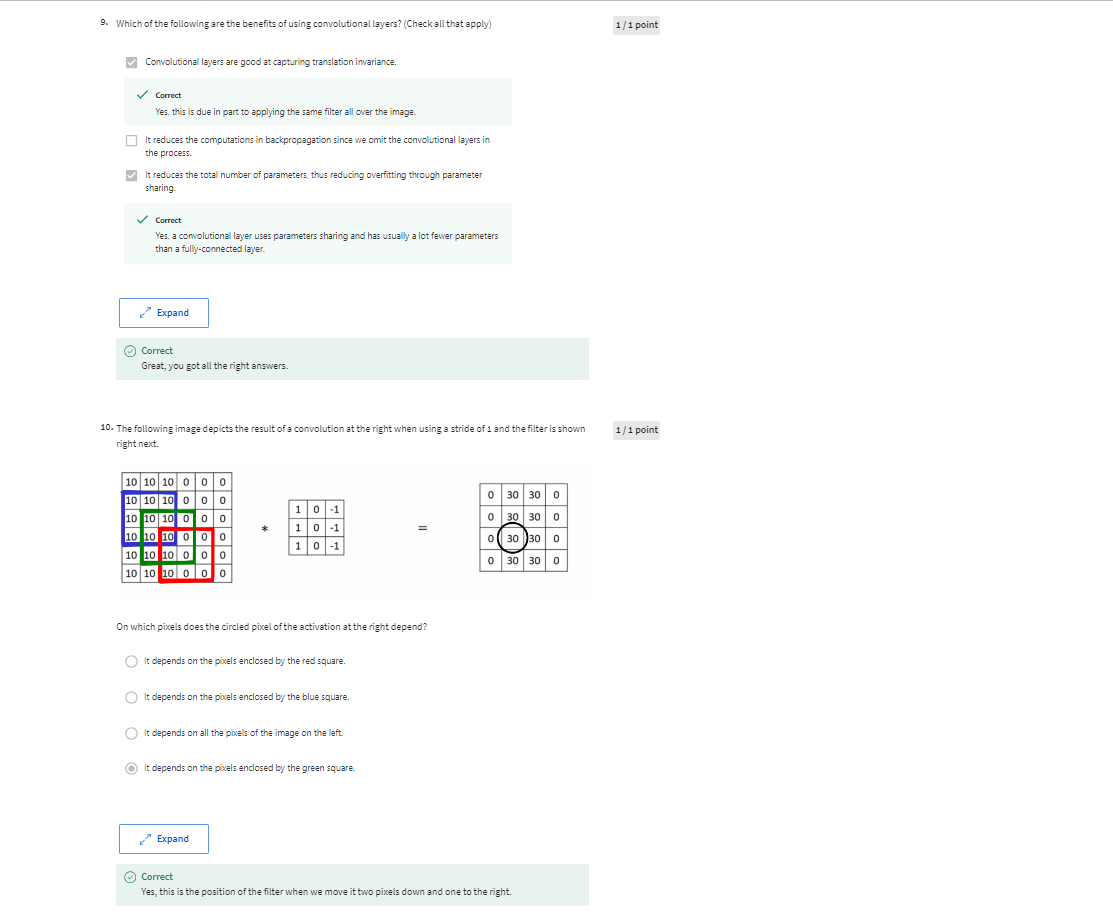 9. Which of the following are the benefits of using convolutional layers? (Check all that apply)
1 / 1 point
Convolutional layers are good at capturing translation invariance.
Correct
Yes, this is due in part to applying the same filter all over the image.
It reduces the computations in backpropagation since we omit the convolutional layers in
the process.
It reduces the total number of parameters, thus reducing overfitting through parameter
sharing.
Correct
Yes, a convolutional layer uses parameters sharing and has usually a lot fewer parameters
than a fully-connected layer.
Expand
Correct
Great, you got all the right answers.
10. The following image depicts the result of a convolution at the right when using a stride of 1 and the filter is shown
right next.
1 / 1 point
10 10 10 0 0 0
10 10 10 0 0 0
10 10 10 0 0 0
10 10 10 0 0 0
10 10 10 0 0 0
10 10 10 0 0 0
*
1 0 -1
1 0 -1
1 0 -1
=
0 30 30 0
0 30 30 0
0 30 30 0
0 30 30 0
On which pixels does the circled pixel of the activation at the right depend?
It depends on the pixels enclosed by the red square.
It depends on the pixels enclosed by the blue square.
It depends on all the pixels of the image on the left.
It depends on the pixels enclosed by the green square.
Expand
Correct
Yes, this is the position of the filter when we move it two pixels down and one to the right.